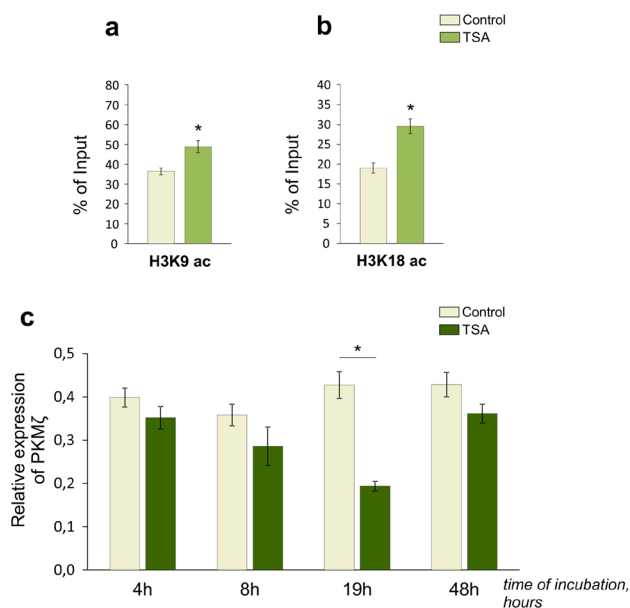 a
b
Control
TSA
% of Input
80
70
60
50
40
30
20
10
0
*
H3K9 ac
% of Input
40
35
30
25
20
15
10
5
0
*
H3K18 ac
c
Control
TSA
Relative expression
of PKMζ
0,5
0,4
0,3
0,2
0,1
0,0
*
4h
8h
19h
48h
time of incubation,
hours